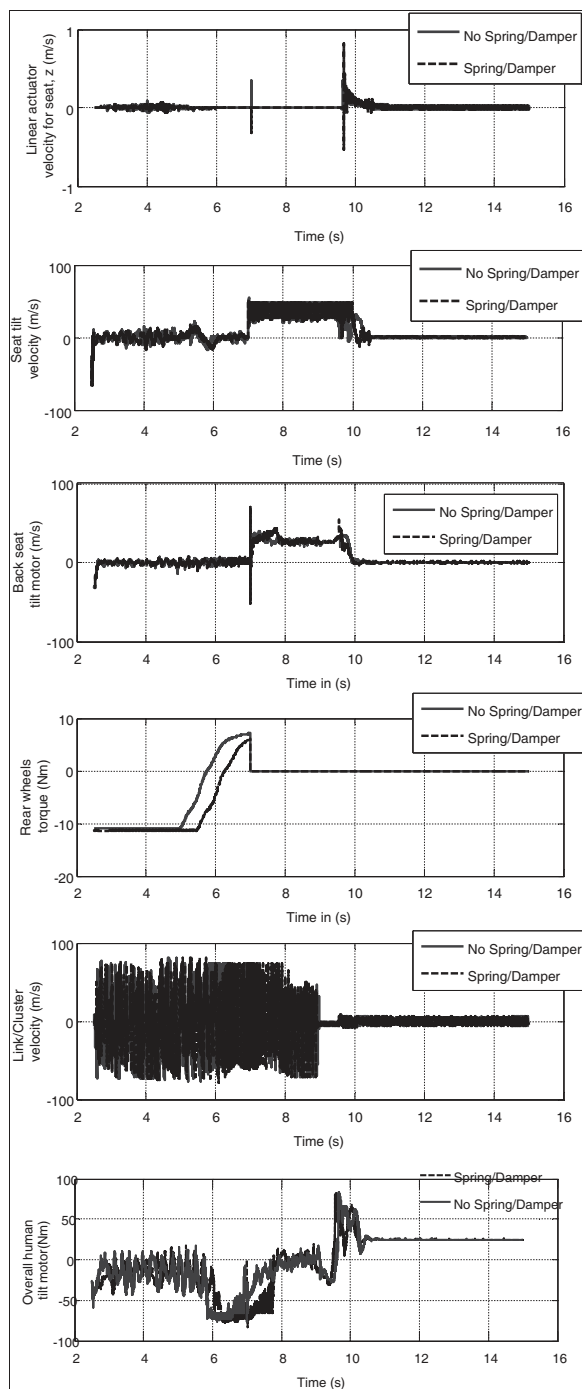 1
No Spring/Damper
Spring/Damper
Linear actuator
velocity for seat, z (m/s)
0
-1
2 4 6 8 10 12 14 16
Time (s)
100
No Spring/Damper
Spring/Damper
Seat tilt
velocity (m/s)
0
-100
2 4 6 8 10 12 14 16
Time (s)
100
No Spring/Damper
Spring/Damper
Back seat
tilt motor (m/s)
0
-100
2 4 6 8 10 12 14 16
Time in (s)
10
No Spring/Damper
Spring/Damper
Rear wheels
torque (Nm)
0
-10
-20
2 4 6 8 10 12 14 16
Time in (s)
100
No Spring/Damper
Spring/Damper
Link/Cluster
velocity (m/s)
50
0
-50
-100
2 4 6 8 10 12 14 16
Time (s)
100
Spring/Damper
No Spring/Damper
Overall human
tilt motor(Nm)
50
0
-50
-100
2 4 6 8 10 12 14 16
Time (s)